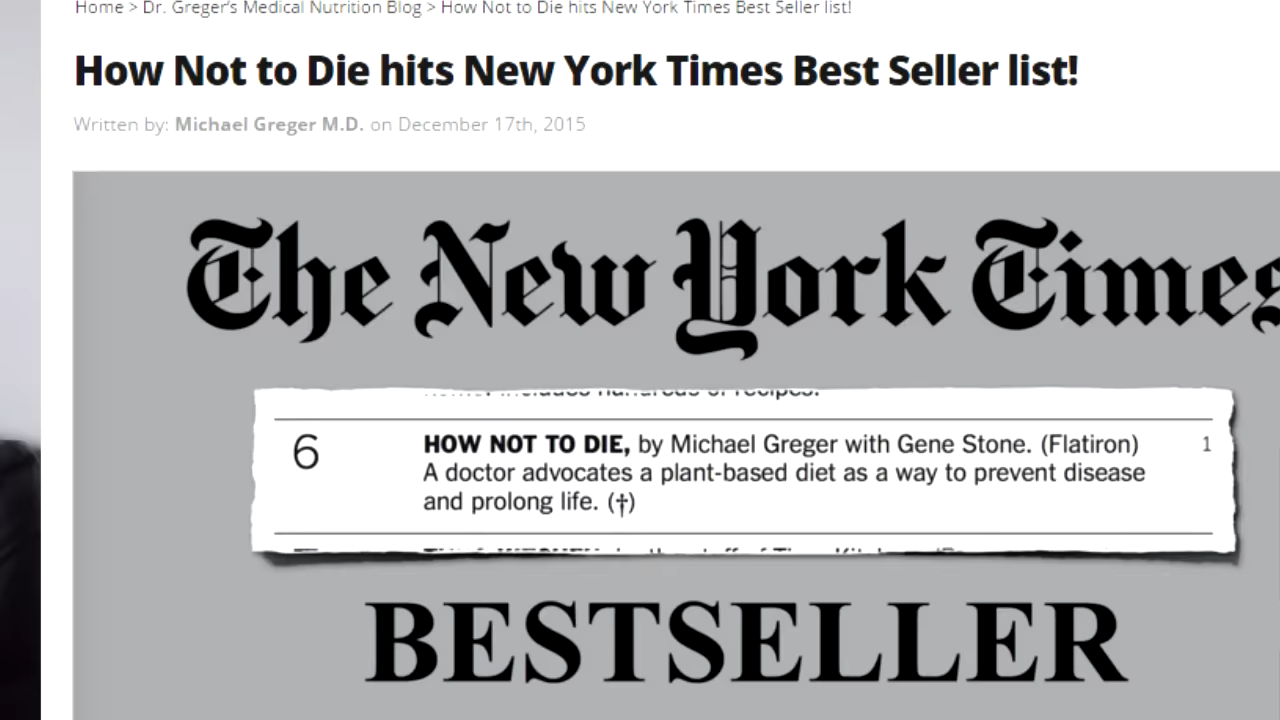 Home > Dr. Greger's Medical Nutrition Blog > How Not to Die hits New York Times Best Seller list!
How Not to Die hits New York Times Best Seller list!
Written by: Michael Greger M.D. on December 17th, 2015
The New York Times
recipes.
6 HOW NOT TO DIE, by Michael Greger with Gene Stone. (Flatiron) 1
A doctor advocates a plant-based diet as a way to prevent disease
and prolong life. (†)
BESTSELLER